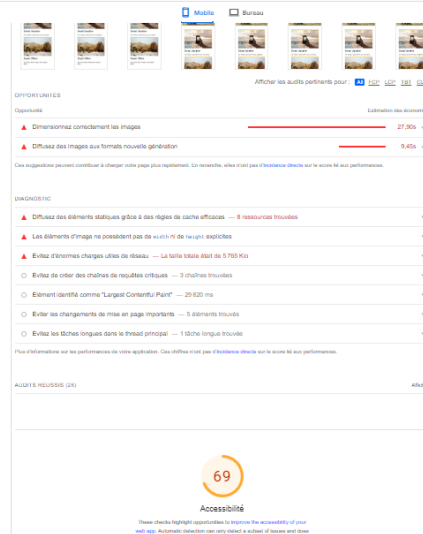 Mobile Bureau
Afficher les audits pertinents pour : All FCP LCP TBT
OPPORTUNITÉS
Opportunité Estimation des économi
Dimensionnez correctement les images 27,90s
Diffusez des images aux formats nouvelle génération 9,45s
Ces suggestions peuvent contribuer à charger votre page plus rapidement. En revanche, elles n'ont pas d'incidence directe sur le score lié aux performances.
DIAGNOSTIC
Diffusez des éléments statiques grâce à des règles de cache efficaces — 8 ressources trouvées
Les éléments d'image ne possèdent pas de width ni de height explicites
Évitez d'énormes charges utiles de réseau — La taille totale était de 5 765 Kio
Évitez de créer des chaînes de requêtes critiques — 3 chaînes trouvées
Élément identifié comme "Largest Contentful Paint" — 29 820 ms
Éviter les changements de mise en page importants — 5 éléments trouvés
Évitez les tâches longues dans le thread principal — 1 tâche longue trouvée
Plus d'informations sur les performances de votre application. Ces chiffres n'ont pas d'incidence directe sur le score lié aux performances.
AUDITS RÉUSSIS Affic
69
Accessibilité
These checks highlight opportunities to improve the accessibility of your
web app. Automatic detection can only detect a subset of issues and does